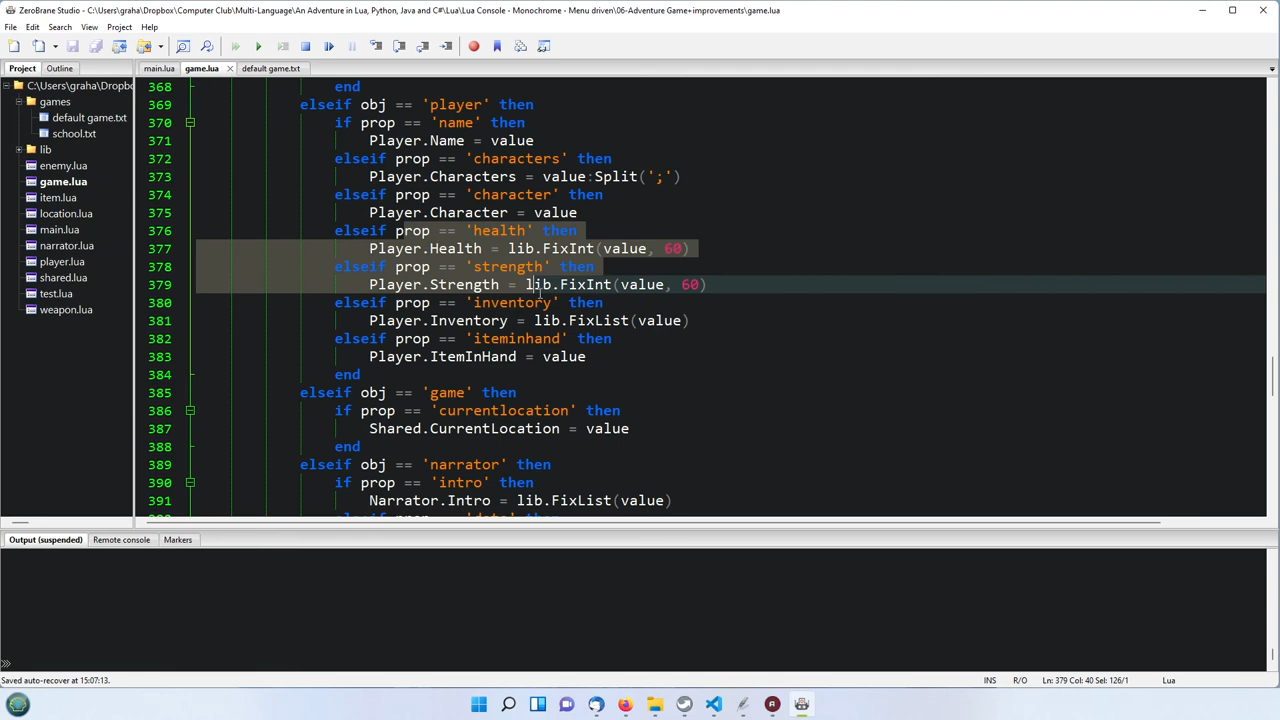 ZeroBrane Studio - C:\Users\graha\Dropbox\Computer Club\Multi-Language\An Adventure in Lua, Python, Java and C#\Lua\Lua Console - Monochrome - Menu driven\06-Adventure Game+improvements\game.lua
File Edit Search View Project Help
Project Outline
main.lua game.lua default game.txt
C:\Users\graha\Dropbo
games
default game.txt
school.txt
lib
enemy.lua
game.lua
item.lua
location.lua
main.lua
narrator.lua
player.lua
shared.lua
test.lua
weapon.lua
368 end
369 elseif obj == 'player' then
370 if prop == 'name' then
371 Player.Name = value
372 elseif prop == 'characters' then
373 Player.Characters = value:Split(';')
374 elseif prop == 'character' then
375 Player.Character = value
376 elseif prop == 'health' then
377 Player.Health = lib.FixInt(value, 60)
378 elseif prop == 'strength' then
379 Player.Strength = lib.FixInt(value, 60)
380 elseif prop == 'inventory' then
381 Player.Inventory = lib.FixList(value)
382 elseif prop == 'iteminhand' then
383 Player.ItemInHand = value
384 end
385 elseif obj == 'game' then
386 if prop == 'currentlocation' then
387 Shared.CurrentLocation = value
388 end
389 elseif obj == 'narrator' then
390 if prop == 'intro' then
391 Narrator.Intro = lib.FixList(value)
Output (suspended) Remote console Markers
Saved auto-recover at 15:07:13. INS R/O Ln: 379 Col: 40 Sel: 126/1 Lua